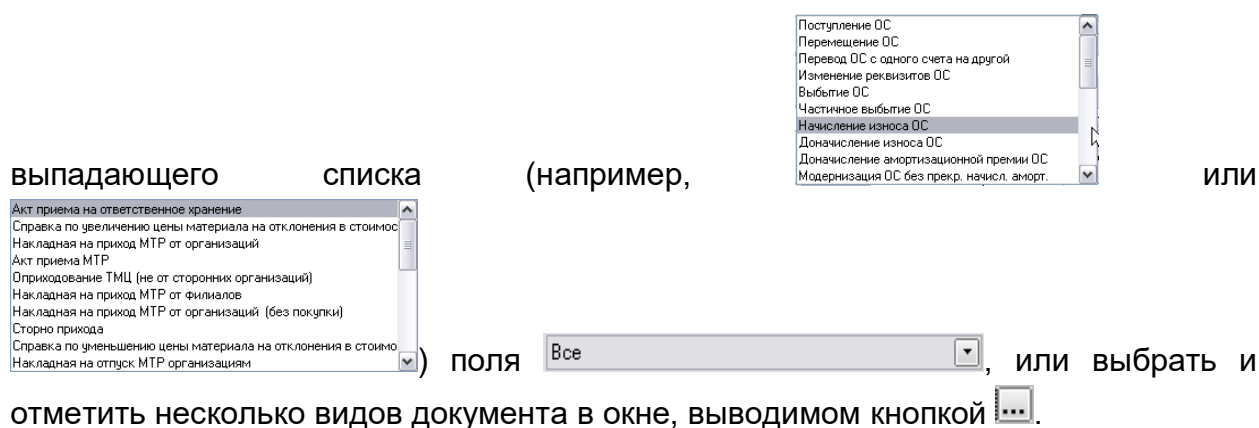 Поступление ОС
Перемещение ОС
Перевод ОС с одного счета на другой
Изменение реквизитов ОС
Выбытие ОС
Частичное выбытие ОС
Начисление износа ОС
Доначисление износа ОС
Доначисление амортизационной премии ОС
Модернизация ОС без прекр. начисл. аморт.
выпадающего списка (например, или
Акт приема на ответственное хранение
Справка по увеличению цены материала на отклонения в стоимос
Накладная на приход МТР от организаций
Акт приема МТР
Оприходование ТМЦ (не от сторонних организаций)
Накладная на приход МТР от филиалов
Накладная на приход МТР от организаций (без покупки)
Сторно прихода
Справка по уменьшению цены материала на отклонения в стоимо
Накладная на отпуск МТР организациям
) поля Все , или выбрать и
отметить несколько видов документа в окне, выводимом кнопкой ... .